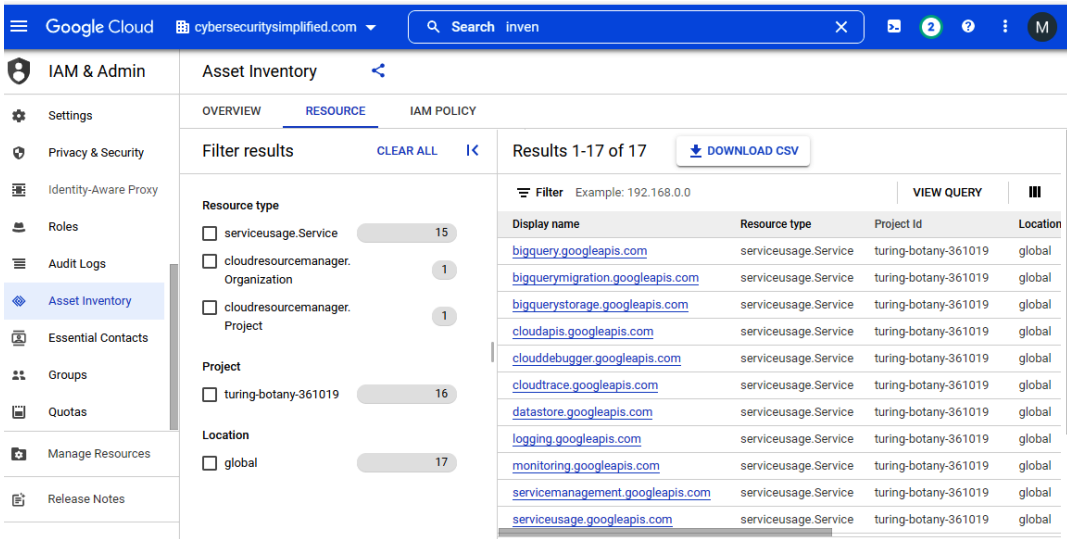 Google Cloud cybersecuritysimplified.com Search inven 2 M
IAM & Admin
Settings
Privacy & Security
Identity-Aware Proxy
Roles
Audit Logs
Asset Inventory
Essential Contacts
Groups
Quotas
Manage Resources
Release Notes
Asset Inventory
OVERVIEW RESOURCE IAM POLICY
Filter results CLEAR ALL
Resource type
serviceusage.Service 15
cloudresourcemanager.
Organization 1
cloudresourcemanager.
Project 1
Project
turing-botany-361019 16
Location
global 17
Results 1-17 of 17 DOWNLOAD CSV
Filter Example: 192.168.0.0 VIEW QUERY
Display name Resource type Project Id Location
bigquery.googleapis.com serviceusage.Service turing-botany-361019 global
bigquerymigration.googleapis.com serviceusage.Service turing-botany-361019 global
bigquerystorage.googleapis.com serviceusage.Service turing-botany-361019 global
cloudapis.googleapis.com serviceusage.Service turing-botany-361019 global
clouddebugger.googleapis.com serviceusage.Service turing-botany-361019 global
cloudtrace.googleapis.com serviceusage.Service turing-botany-361019 global
datastore.googleapis.com serviceusage.Service turing-botany-361019 global
logging.googleapis.com serviceusage.Service turing-botany-361019 global
monitoring.googleapis.com serviceusage.Service turing-botany-361019 global
servicemanagement.googleapis.com serviceusage.Service turing-botany-361019 global
serviceusage.googleapis.com serviceusage.Service turing-botany-361019 global